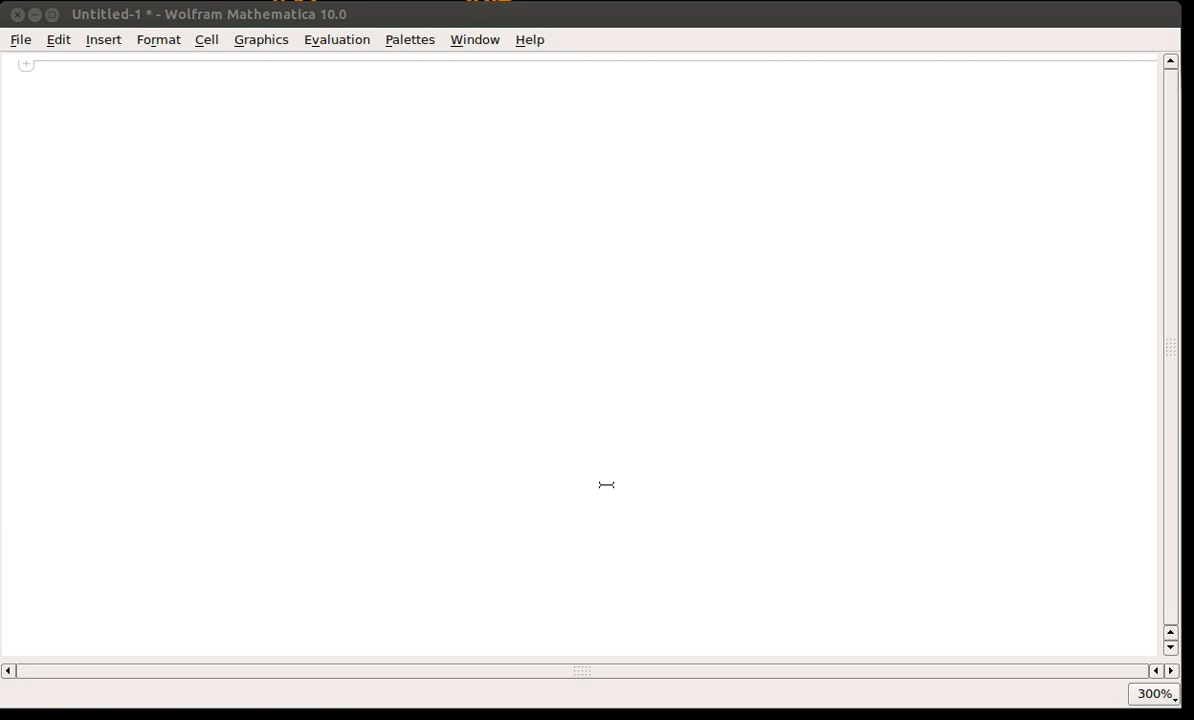 Untitled-1 * - Wolfram Mathematica 10.0
File Edit Insert Format Cell Graphics Evaluation Palettes Window Help
300%